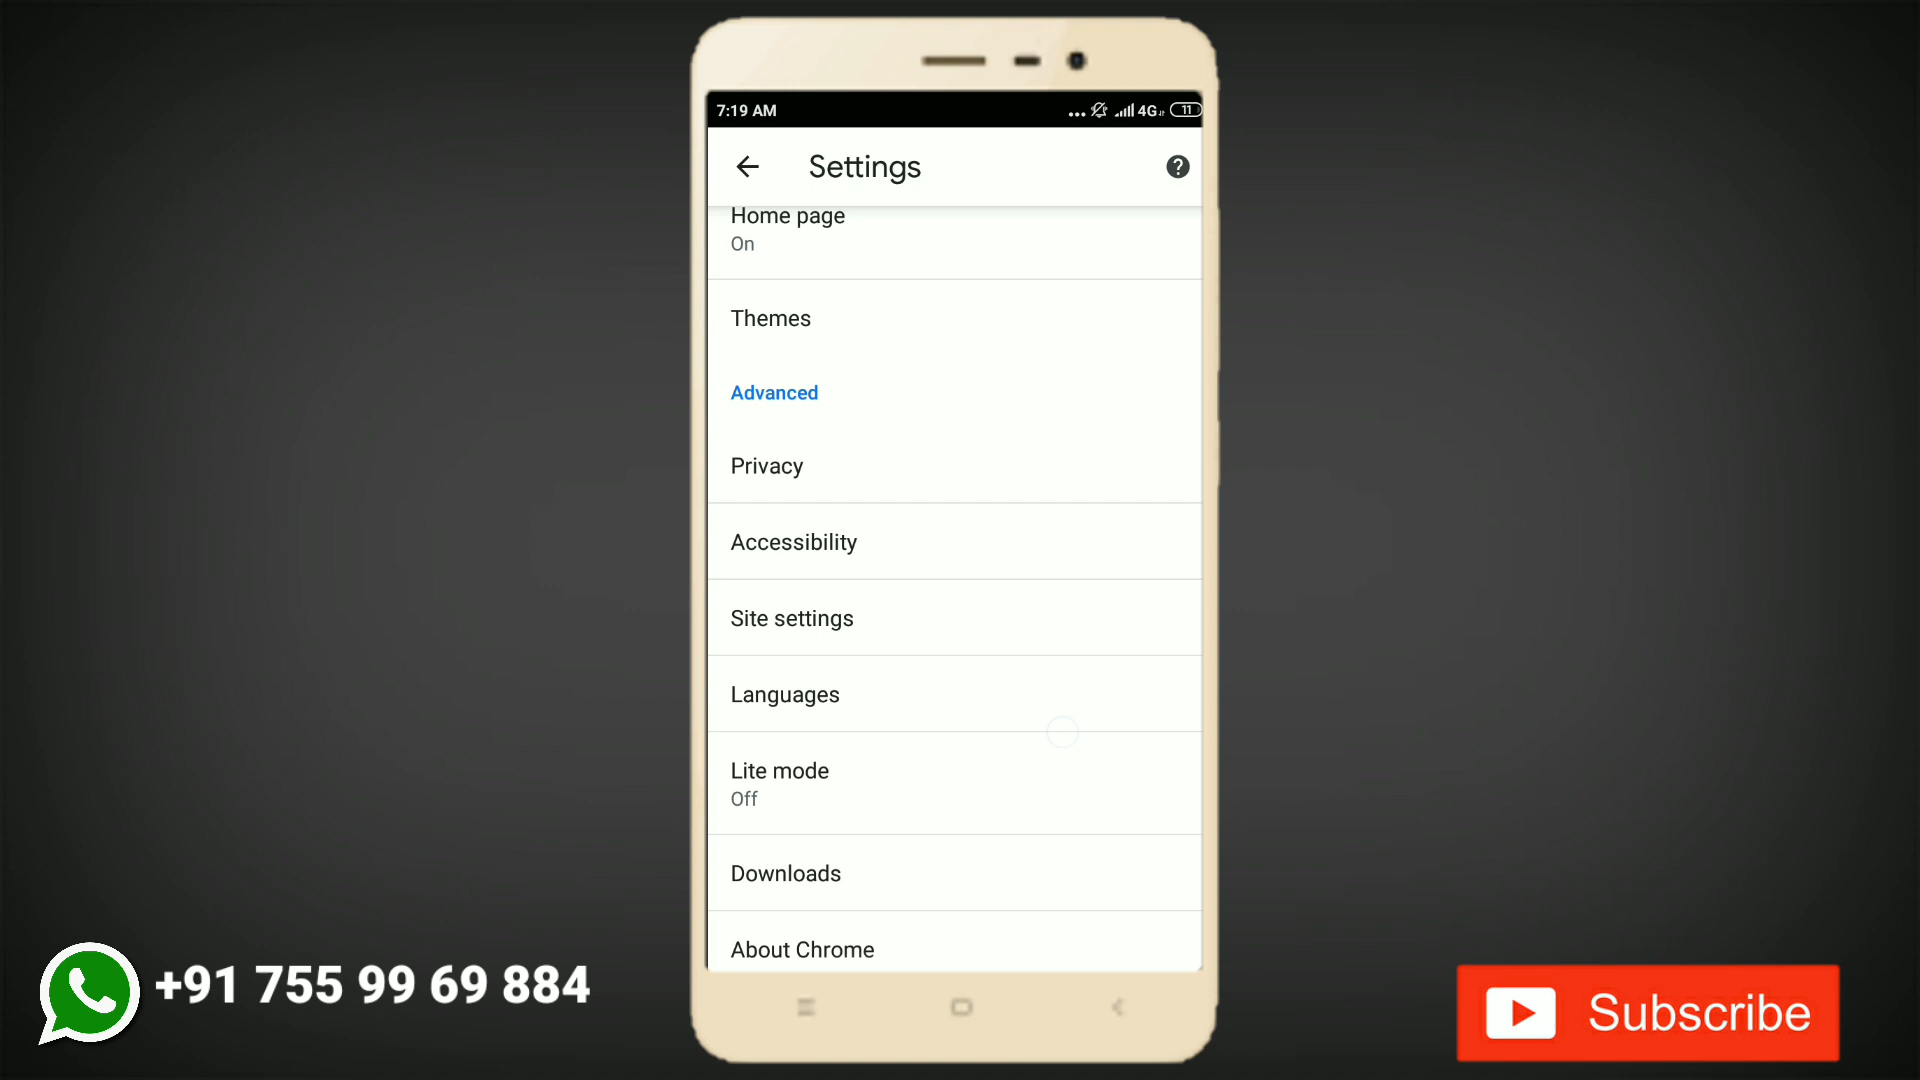 7:19 AM
4G
11
Settings
Home page
On
Themes
Advanced
Privacy
Accessibility
Site settings
Languages
Lite mode
Off
Downloads
About Chrome
+91 755 99 69 884
Subscribe